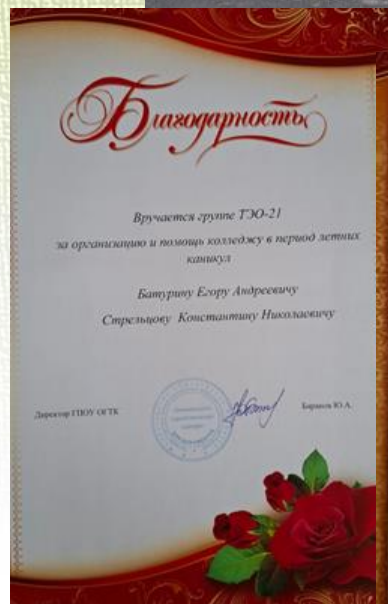 Благодарность
Вручается группе ТЭО-21
за организацию и помощь колледжу в период летних
каникул
Батурину Егору Андреевичу
Стрельцову Константину Николаевичу
Директор ГПОУ ОГТК
Ю.А.